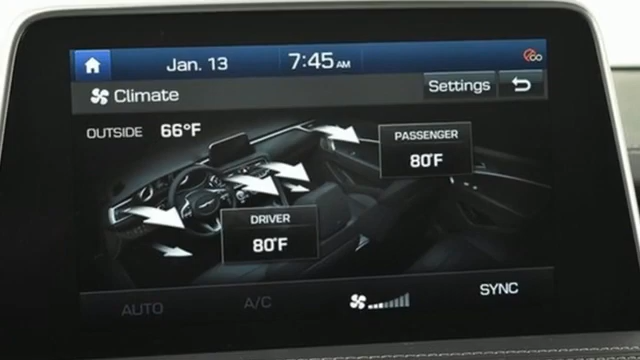 Jan. 13 7:45 AM
Climate Settings
OUTSIDE 66°F
PASSENGER
80°F
DRIVER
80°F
AUTO A/C SYNC